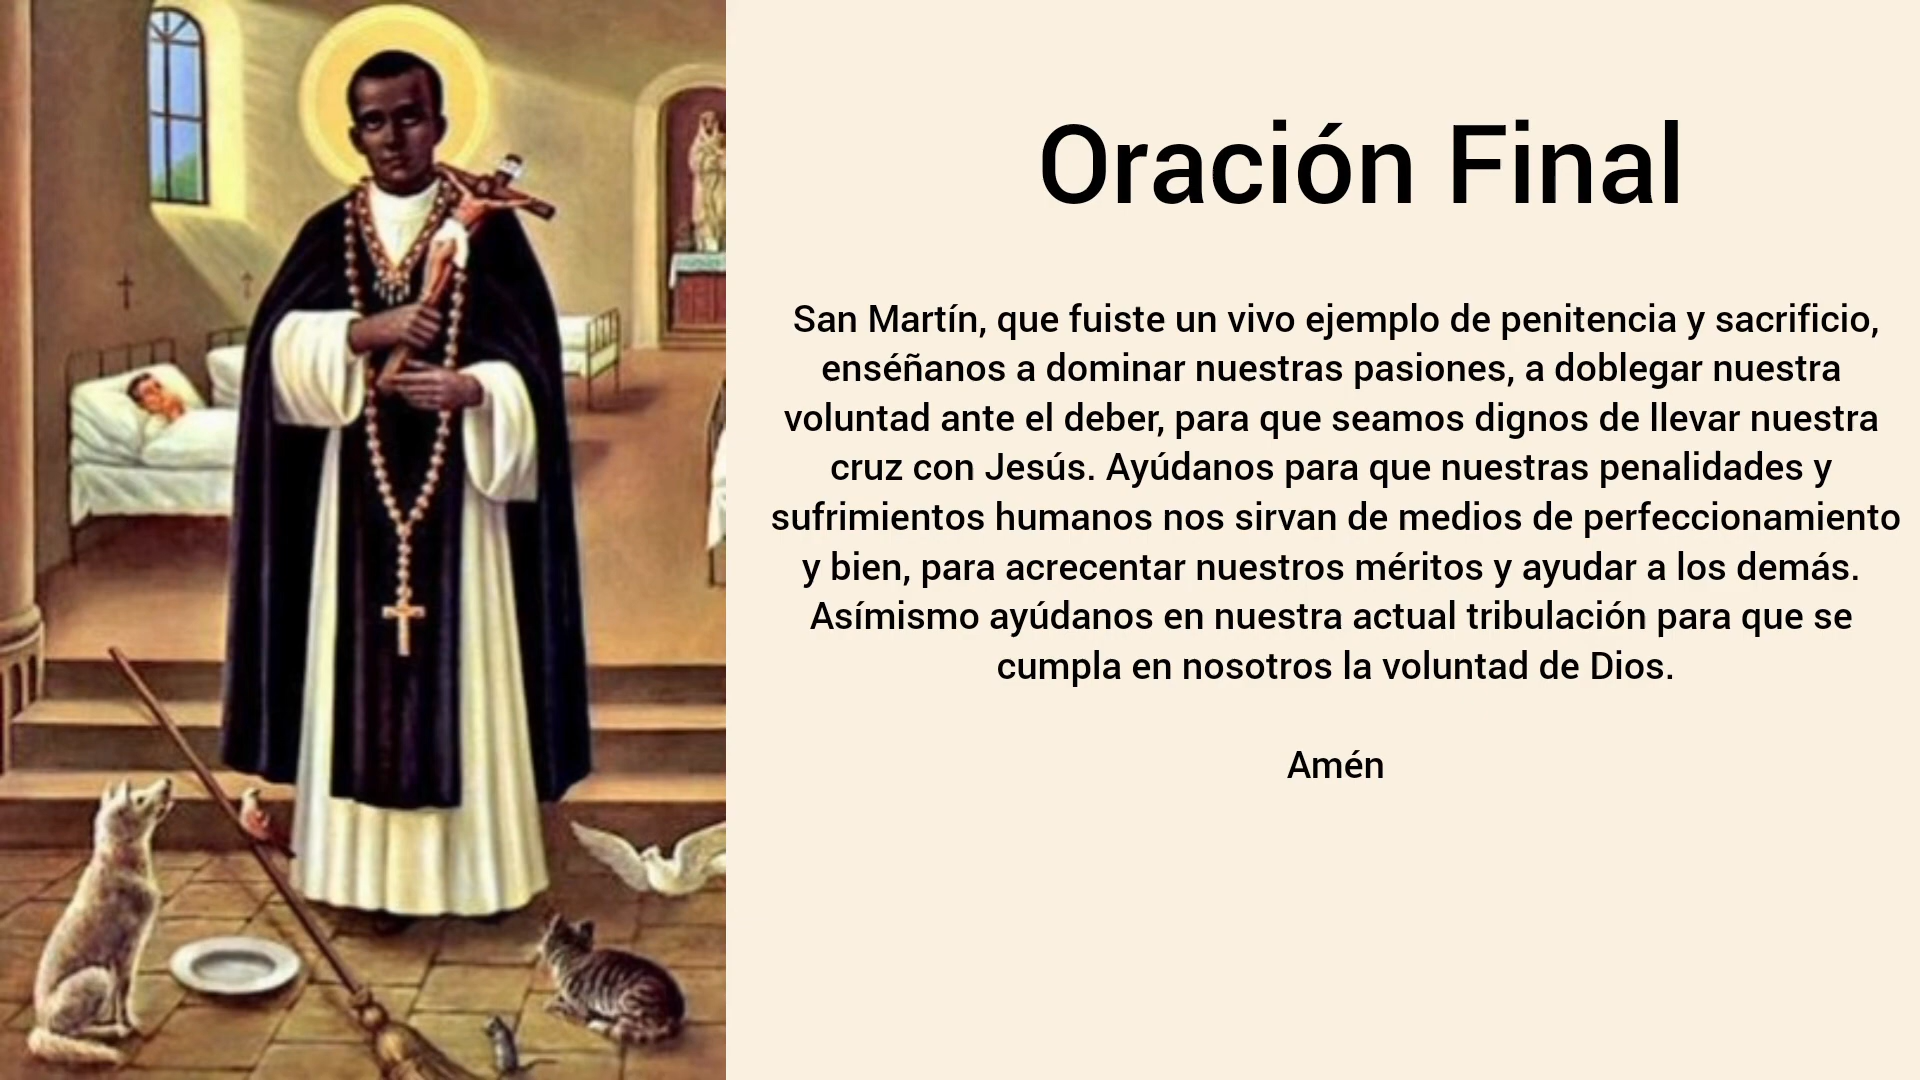 Oración Final
San Martín, que fuiste un vivo ejemplo de penitencia y sacrificio,
enséñanos a dominar nuestras pasiones, a doblegar nuestra
voluntad ante el deber, para que seamos dignos de llevar nuestra
cruz con Jesús. Ayúdanos para que nuestras penalidades y
sufrimientos humanos nos sirvan de medios de perfeccionamiento
y bien, para acrecentar nuestros méritos y ayudar a los demás.
Asímismo ayúdanos en nuestra actual tribulación para que se
cumpla en nosotros la voluntad de Dios.
Amén